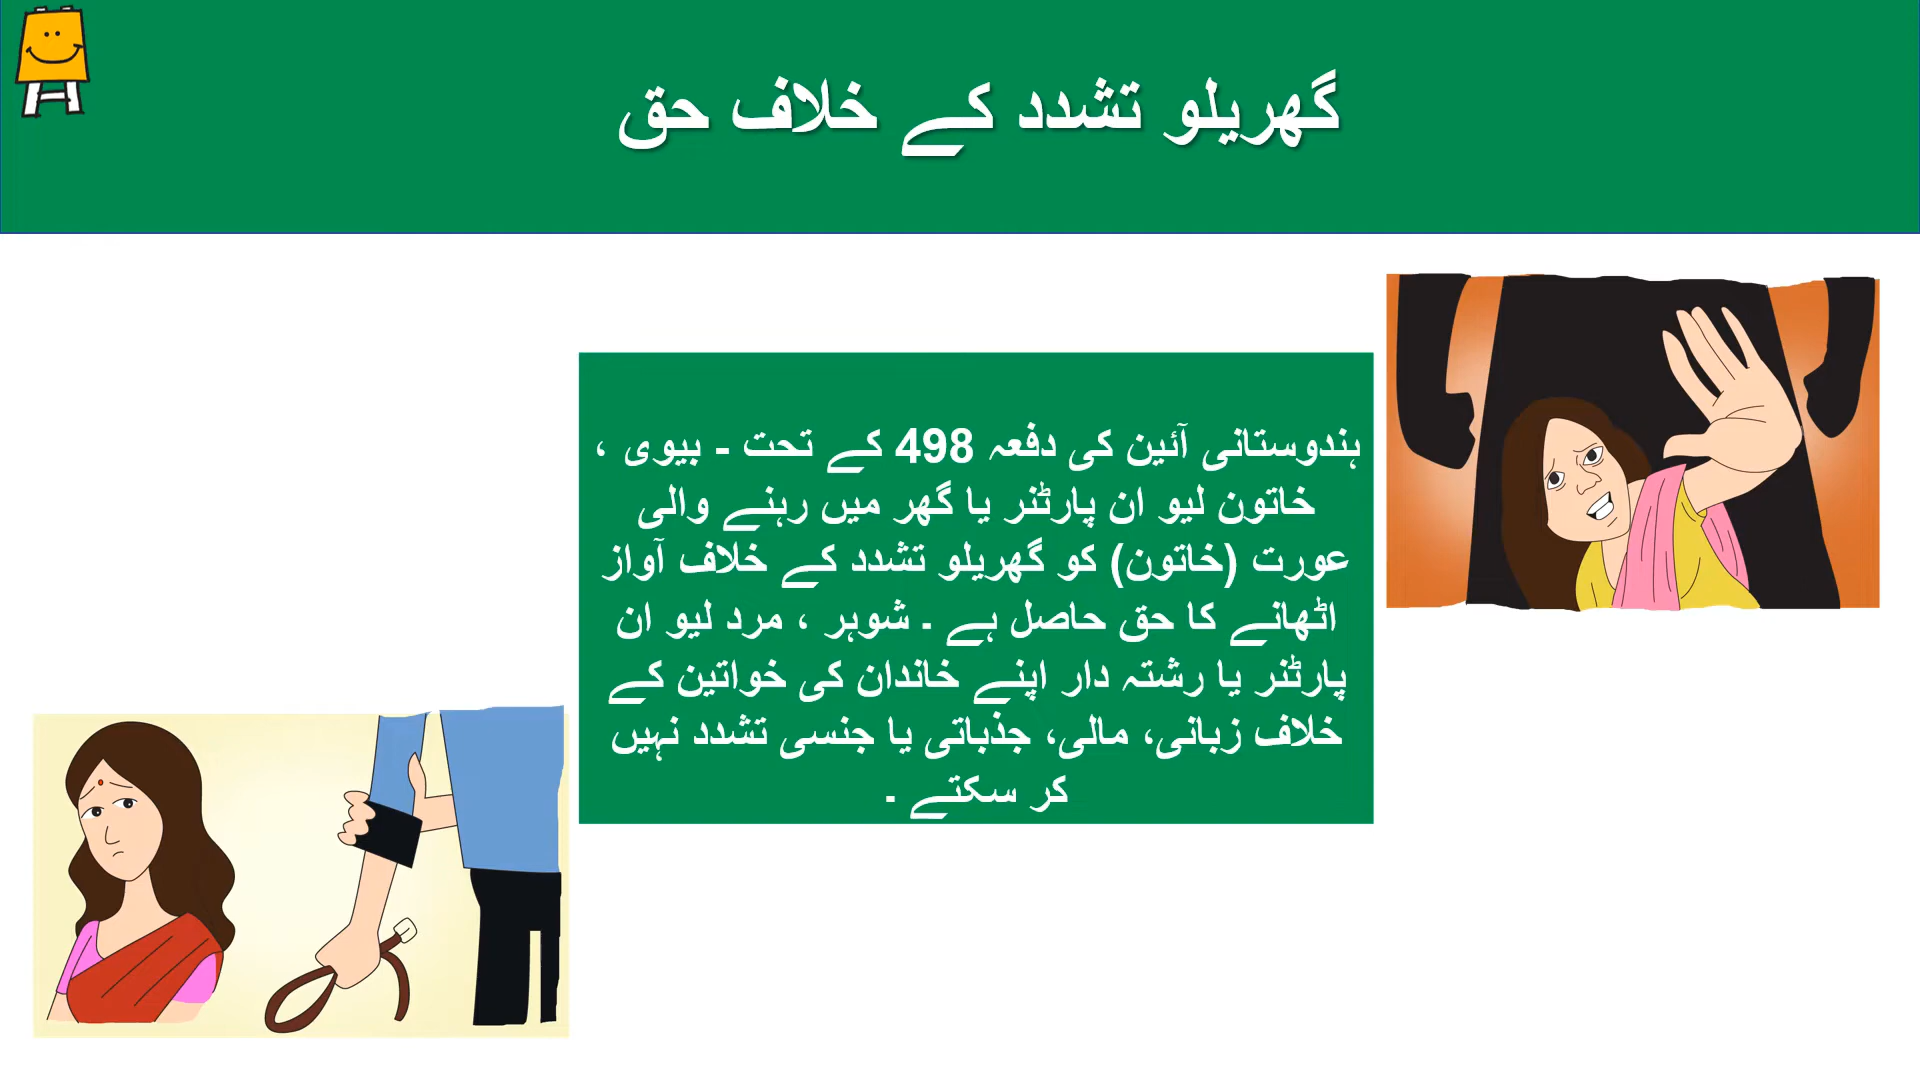 گھریلو تشدد کے خلاف حق
ہندوستانی آئین کی دفعہ 498 کے تحت - بیوی ،
خاتون لیو ان پارٹنر یا گھر میں رہنے والی
عورت (خاتون) کو گھریلو تشدد کے خلاف آواز
اٹھانے کا حق حاصل ہے ۔ شوہر ، مرد لیو ان
پارٹنر یا رشتہ دار اپنے خاندان کی خواتین کے
خلاف زبانی، مالی، جذباتی یا جنسی تشدد نہیں
کر سکتے ۔